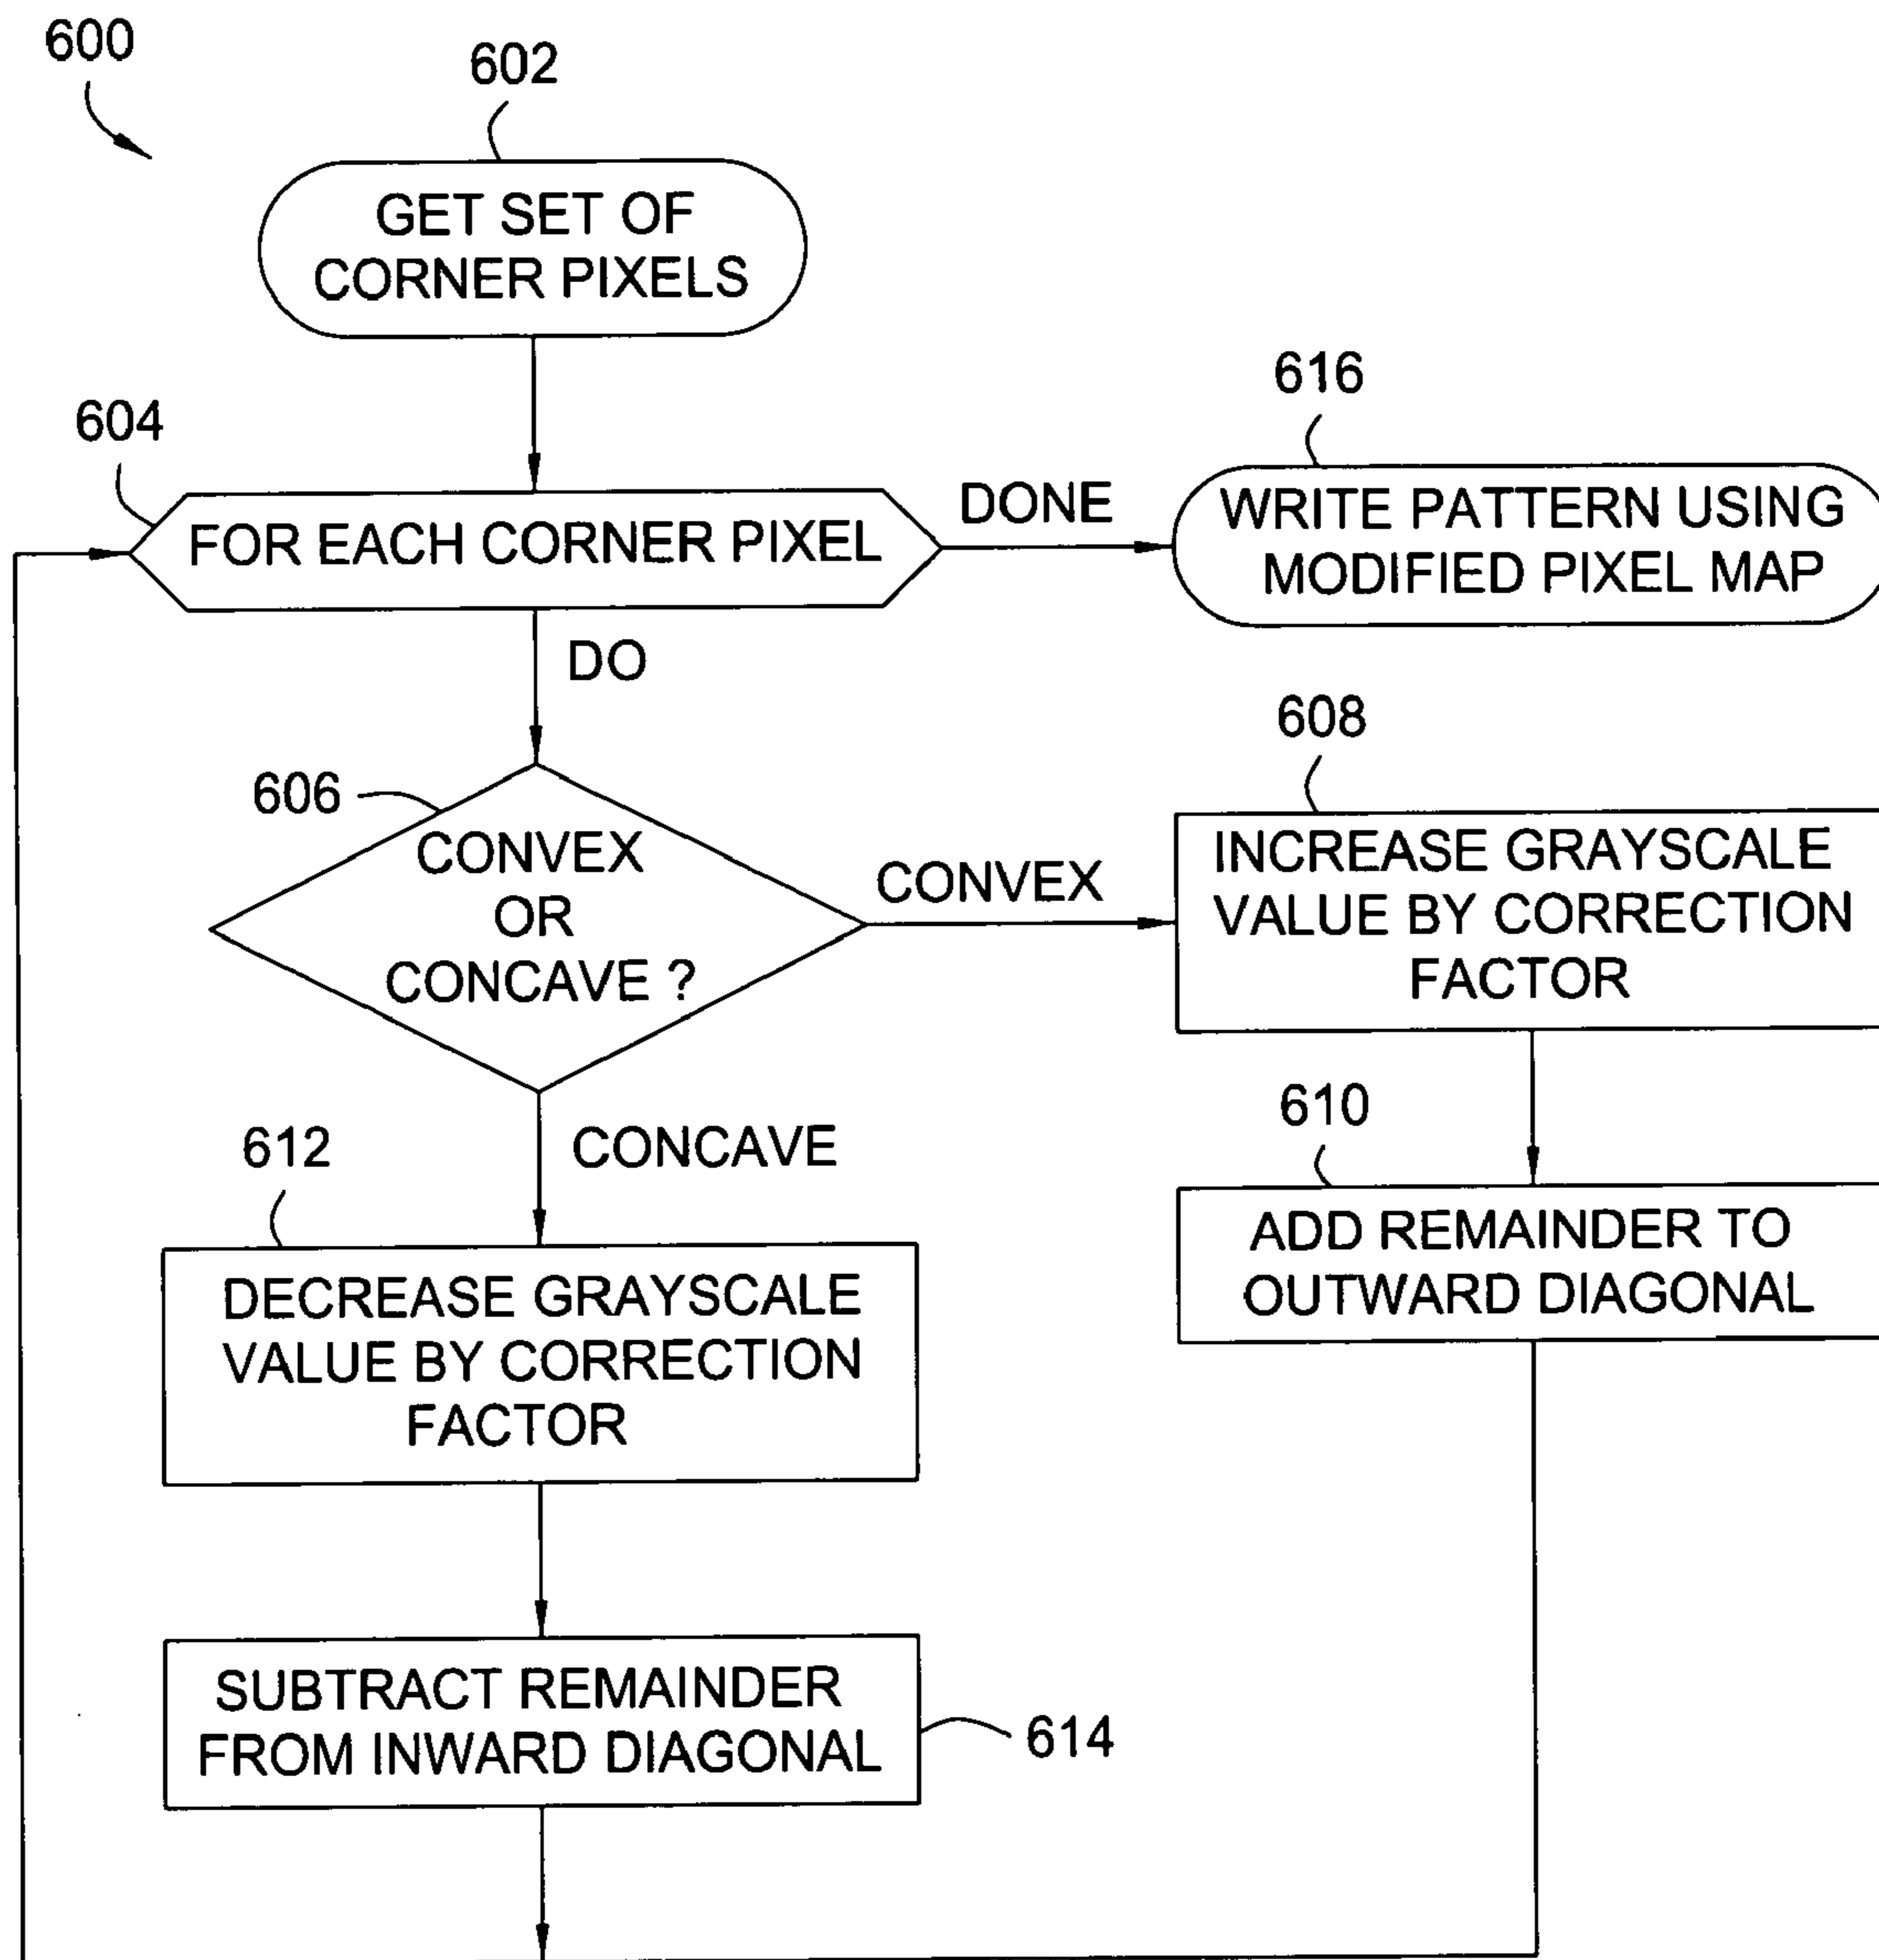 600
602
GET SET OF
CORNER PIXELS
604
FOR EACH CORNER PIXEL
DONE
616
WRITE PATTERN USING
MODIFIED PIXEL MAP
DO
606
CONVEX
OR
CONCAVE ?
CONVEX
608
INCREASE GRAYSCALE
VALUE BY CORRECTION
FACTOR
610
ADD REMAINDER TO
OUTWARD DIAGONAL
CONCAVE
612
DECREASE GRAYSCALE
VALUE BY CORRECTION
FACTOR
SUBTRACT REMAINDER
FROM INWARD DIAGONAL
614